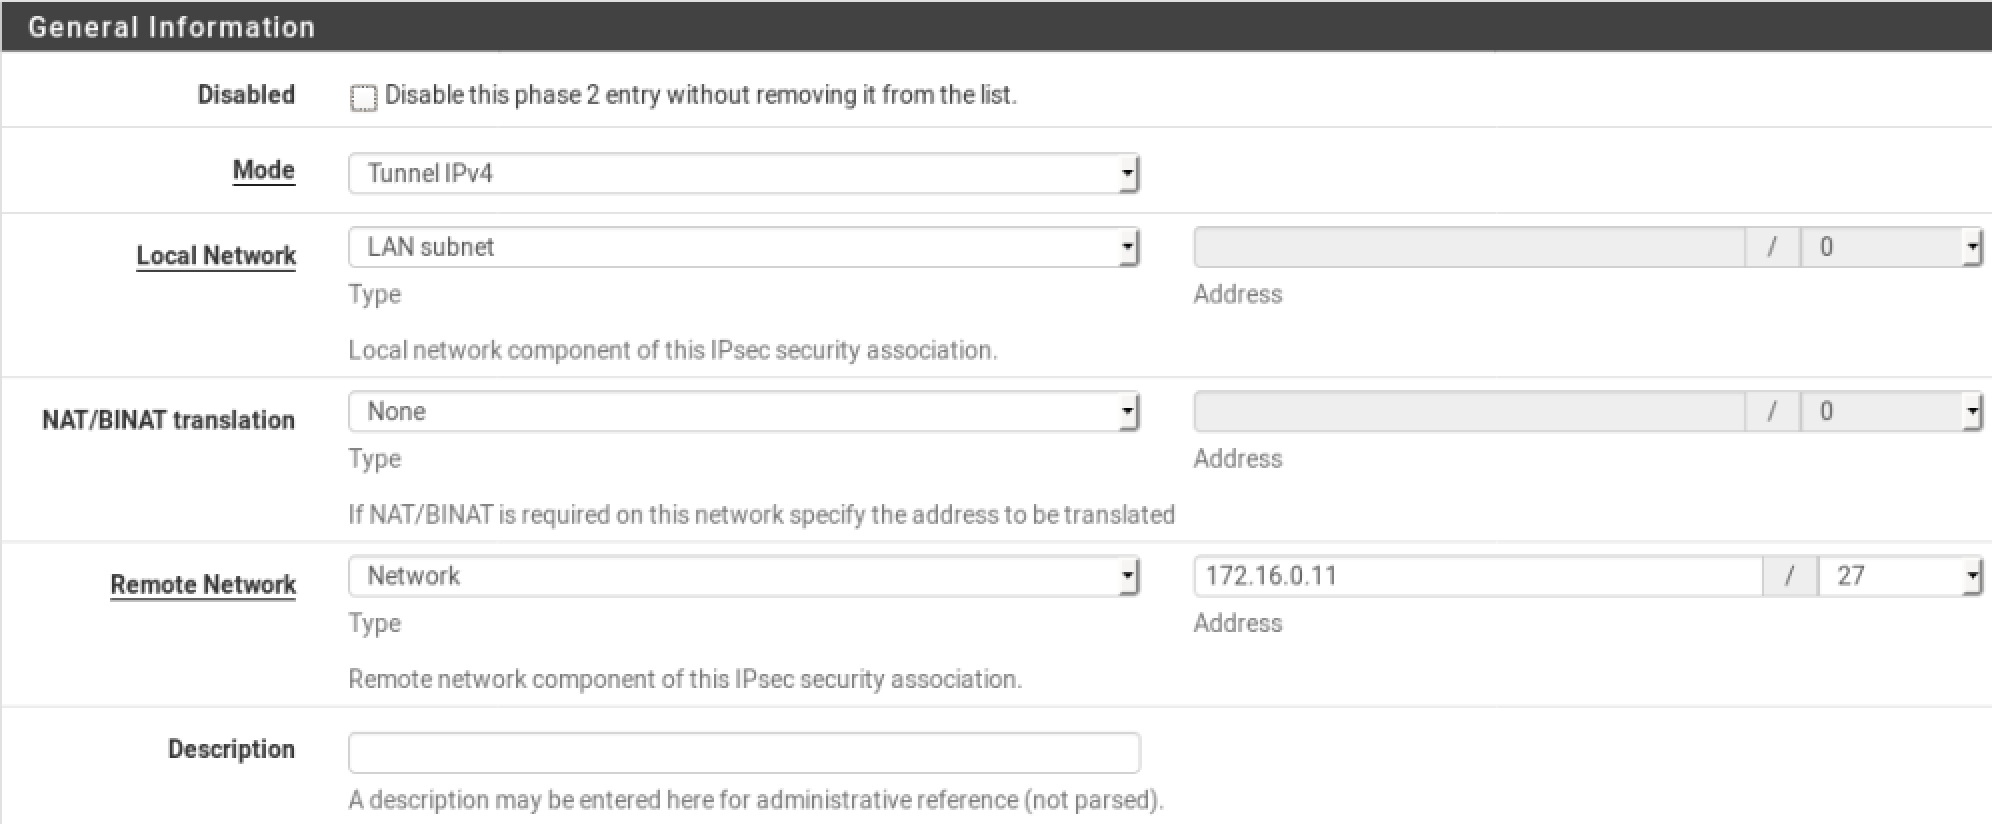 General Information
Disabled Disable this phase 2 entry without removing it from the list.
Mode Tunnel IPv4
Local Network LAN subnet / 0
Type Address
Local network component of this IPsec security association.
NAT/BINAT translation None / 0
Type Address
If NAT/BINAT is required on this network specify the address to be translated
Remote Network Network 172.16.0.11 / 27
Type Address
Remote network component of this IPsec security association.
Description
A description may be entered here for administrative reference (not parsed).